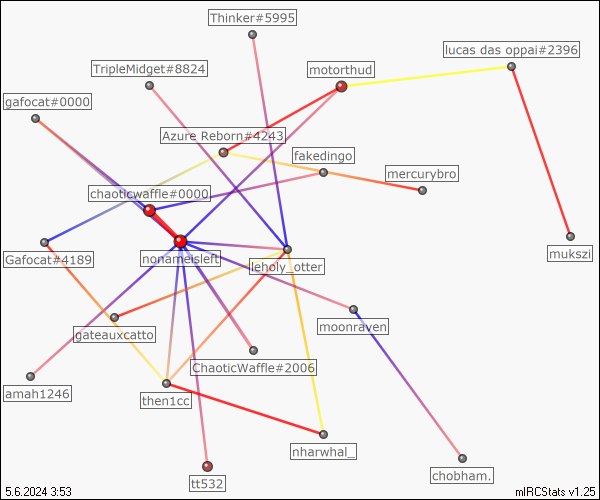 Thinker#5995
lucas das oppai#2396
TripleMidget#8824
motorthud
gafocat#0000
Azure Reborn#4243
fakedingo
mercurybro
chaoticwaffle#0000
mukszi
nonameisleft
Gafocat#4189
leholy_otter
moonraven
gateauxcatto
ChaoticWaffle#2006
amah1246
then1cc
nharwhal_
chobham.
tt532
5.6.2024 3:53
mIRCStats v1.25